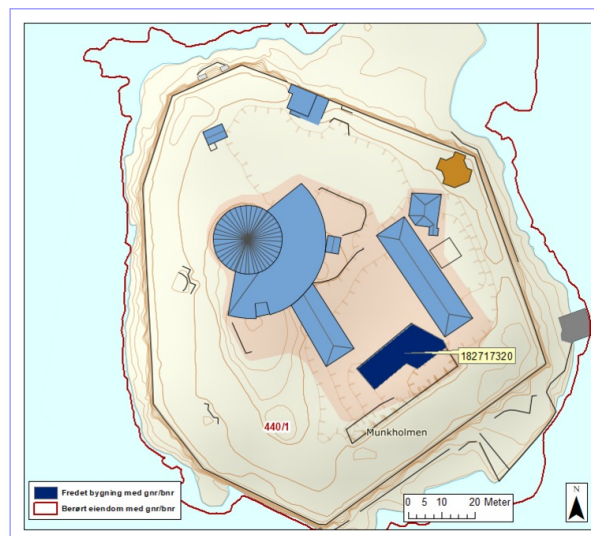 182717320
440/1
Munkholmen
Fredet bygning med gnr/bnr
Berørt eiendom med gnr/bnr
0 5 10 20 Meter
N